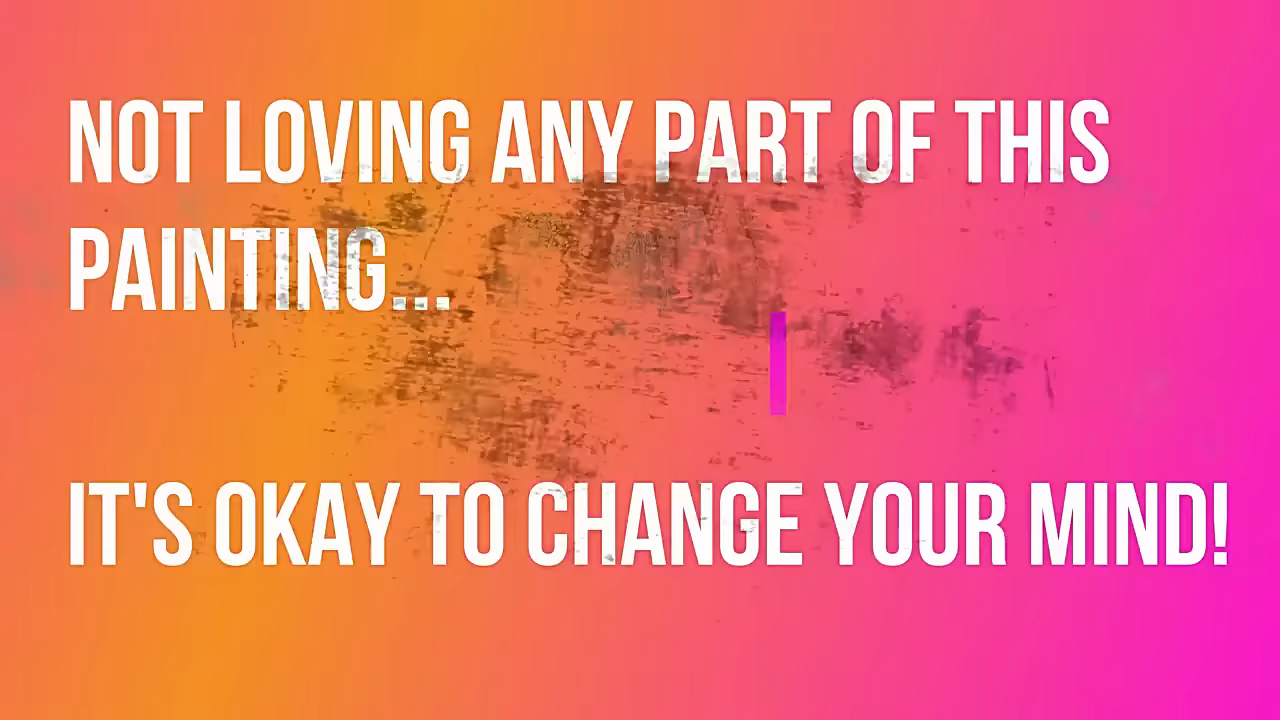 NOT LOVING ANY PART OF THIS
PAINTING...
IT'S OKAY TO CHANGE YOUR MIND!